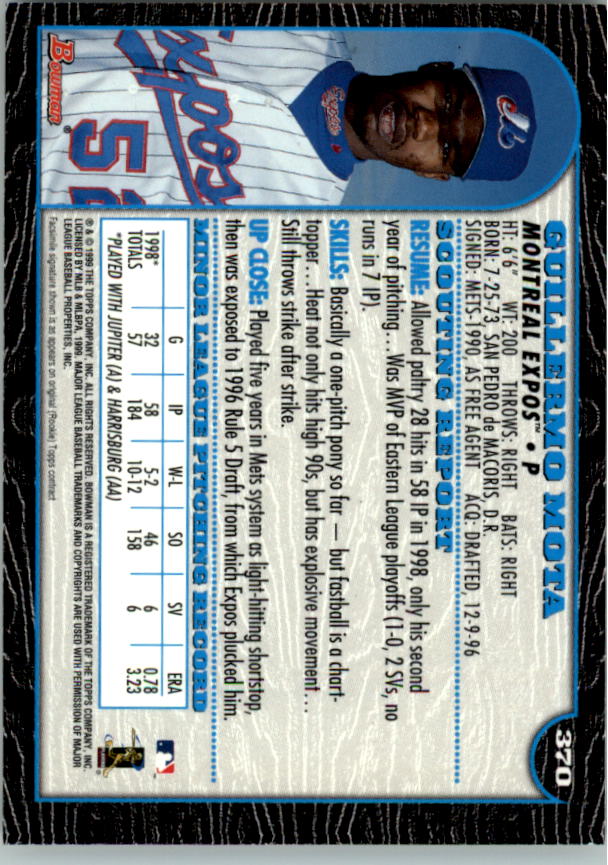 370
GUILLERMO MOTA
MONTREAL EXPOS™ • P
HT: 6'6" WT: 200 THROWS: RIGHT BATS: RIGHT
BORN: 7-25-73, SAN PEDRO de MACORIS, D.R.
SIGNED: METS-1990, AS FREE AGENT ACQ: DRAFTED, 12-9-96
SCOUTING REPORT
RESUME: Allowed paltry 28 hits in 58 IP in 1998, only his second
year of pitching... Was MVP of Eastern League playoffs (1-0, 2 SVs, no
runs in 7 IP).
SKILLS: Basically a one-pitch pony so far — but fastball is a chart-
topper... Heat not only hits high 90s, but has explosive movement...
Still throws strike after strike.
UP CLOSE: Played five years in Mets system as light-hitting shortstop,
then was exposed to 1996 Rule 5 Draft, from which Expos plucked him.
MINOR LEAGUE PITCHING RECORD
G IP W-L SO SV ERA
1998* 32 58 5-2 46 6 0.78
TOTALS 57 184 10-12 158 6 3.23
*PLAYED WITH JUPITER (A) & HARRISBURG (AA)
® & © 1999 THE TOPPS COMPANY, INC. ALL RIGHTS RESERVED. BOWMAN IS A REGISTERED TRADEMARK OF THE TOPPS COMPANY, INC.
LICENSED BY MLB & MLBPA, 1999. MAJOR LEAGUE BASEBALL TRADEMARKS AND COPYRIGHTS ARE USED WITH PERMISSION OF MAJOR
LEAGUE BASEBALL PROPERTIES, INC.
Facsimile signature shown is as appears on original (Rookie) Topps contract
Expos
Expos
52
Bowman®